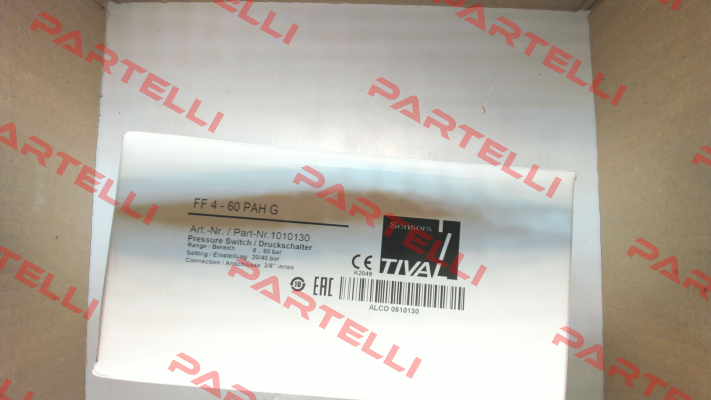 FF 4 - 60 PAH G
Art.-Nr. / Part-Nr. 1010130
Pressure Switch / Druckschalter
Range / Bereich 6 .. 60 bar
Setting / Einstellung 20/40 bar
Connection / Anschlüsse 3/8" innen
Sensors
TIVAL
CE
K2049
10
EAC
ALCO 0510130
PARTELLI
PARTELLI
PARTELLI
PARTELLI
PARTELLI
PARTELLI
PARTELLI
PARTELLI
PARTELLI